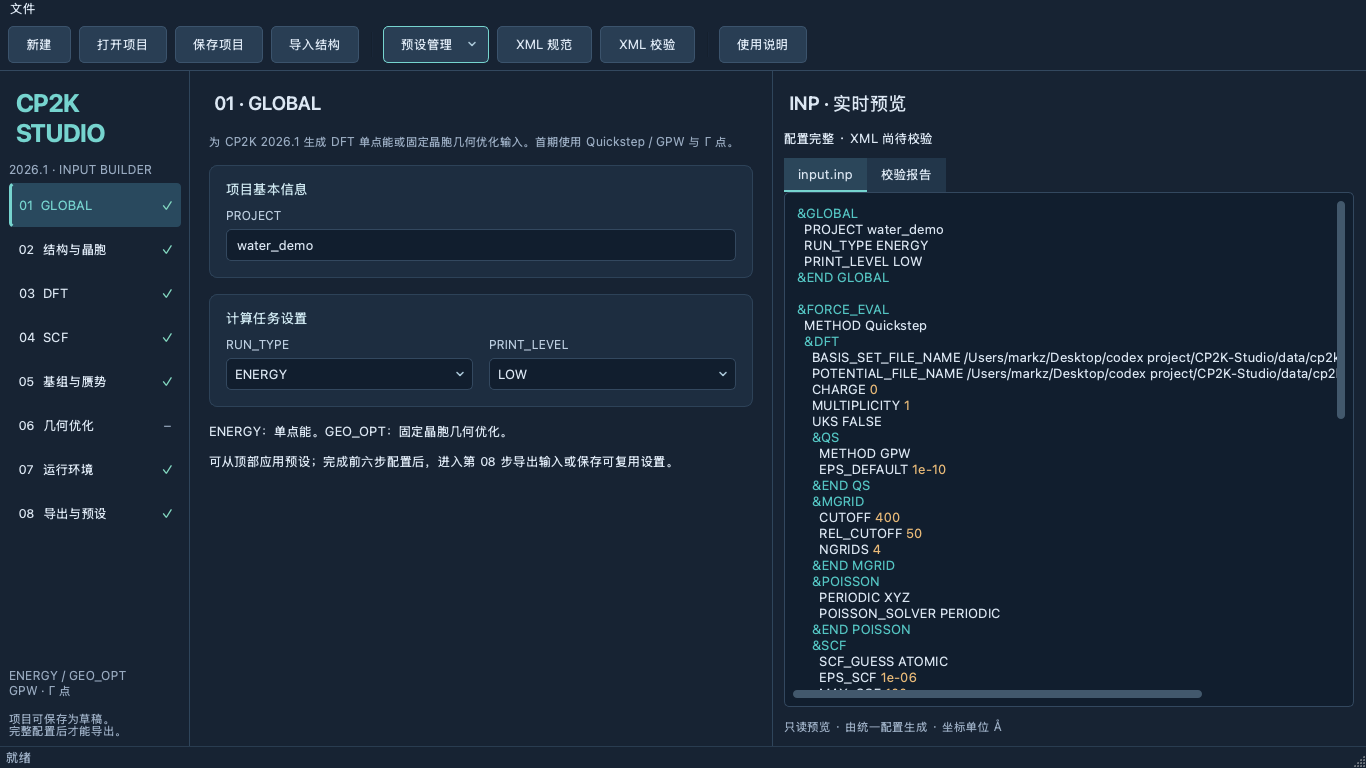 文件
新建
打开项目
保存项目
导入结构
预设管理
XML 规范
XML 校验
使用说明
CP2K
STUDIO
2026.1 · INPUT BUILDER
01 GLOBAL ✓
02 结构与晶胞 ✓
03 DFT ✓
04 SCF ✓
05 基组与赝势 ✓
06 几何优化 –
07 运行环境 ✓
08 导出与预设 ✓
ENERGY / GEO_OPT
GPW · Γ 点
项目可保存为草稿。
完整配置后才能导出。
01 · GLOBAL
为 CP2K 2026.1 生成 DFT 单点能或固定晶胞几何优化输入。首期使用 Quickstep / GPW 与 Γ 点。
项目基本信息
PROJECT
water_demo
计算任务设置
RUN_TYPE
PRINT_LEVEL
ENERGY
LOW
ENERGY：单点能。GEO_OPT：固定晶胞几何优化。
可从顶部应用预设；完成前六步配置后，进入第 08 步导出输入或保存可复用设置。
INP · 实时预览
配置完整 · XML 尚待校验
input.inp
校验报告
&GLOBAL
PROJECT water_demo
RUN_TYPE ENERGY
PRINT_LEVEL LOW
&END GLOBAL
&FORCE_EVAL
METHOD Quickstep
&DFT
BASIS_SET_FILE_NAME /Users/markz/Desktop/codex project/CP2K-Studio/data/cp2k
POTENTIAL_FILE_NAME /Users/markz/Desktop/codex project/CP2K-Studio/data/cp2
CHARGE 0
MULTIPLICITY 1
UKS FALSE
&QS
METHOD GPW
EPS_DEFAULT 1e-10
&END QS
&MGRID
CUTOFF 400
REL_CUTOFF 50
NGRIDS 4
&END MGRID
&POISSON
PERIODIC XYZ
POISSON_SOLVER PERIODIC
&END POISSON
&SCF
SCF_GUESS ATOMIC
EPS_SCF 1e-06
只读预览 · 由统一配置生成 · 坐标单位 Å
就绪